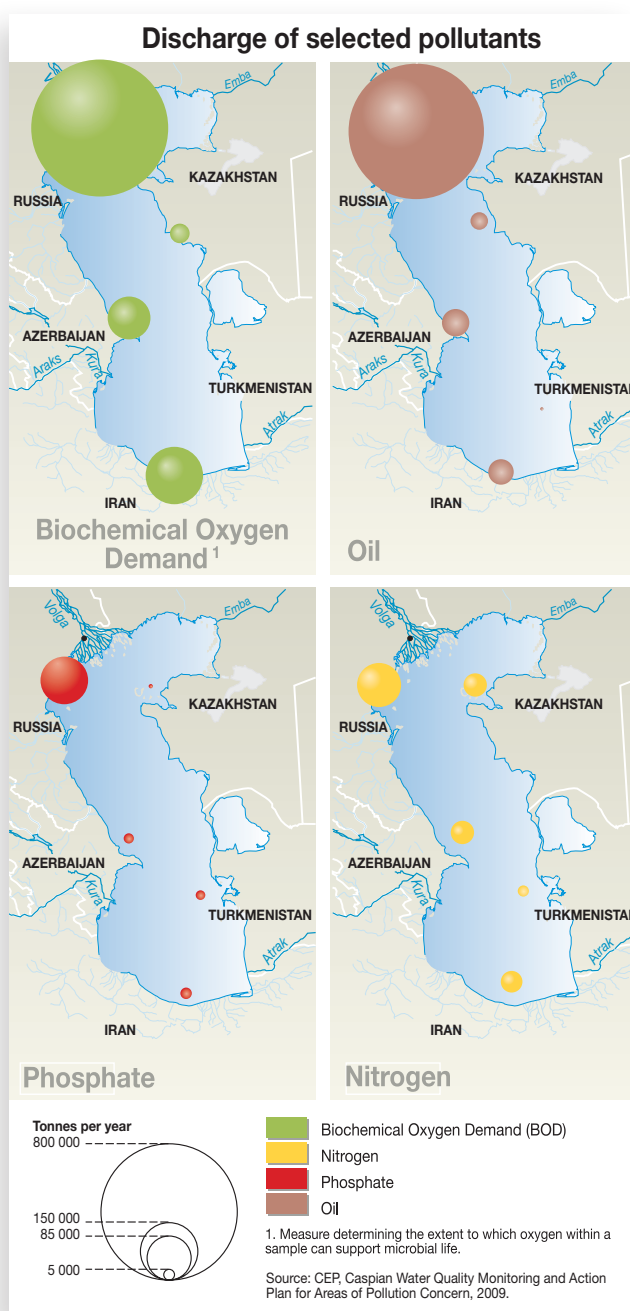 Discharge of selected pollutants
Emba
KAZAKHSTAN
RUSSIA
AZERBAIJAN
Araks
Kura
TURKMENISTAN
Atrak
IRAN
Biochemical Oxygen
Demand 1
Emba
KAZAKHSTAN
RUSSIA
AZERBAIJAN
Araks
Kura
TURKMENISTAN
Atrak
IRAN
Oil
Volga
Emba
KAZAKHSTAN
RUSSIA
AZERBAIJAN
Kura
TURKMENISTAN
Atrak
IRAN
Phosphate
Volga
Emba
KAZAKHSTAN
RUSSIA
AZERBAIJAN
Kura
TURKMENISTAN
Atrak
IRAN
Nitrogen
Tonnes per year
800 000
150 000
85 000
5 000
Biochemical Oxygen Demand (BOD)
Nitrogen
Phosphate
Oil
1. Measure determining the extent to which oxygen within a
sample can support microbial life.
Source: CEP, Caspian Water Quality Monitoring and Action
Plan for Areas of Pollution Concern, 2009.